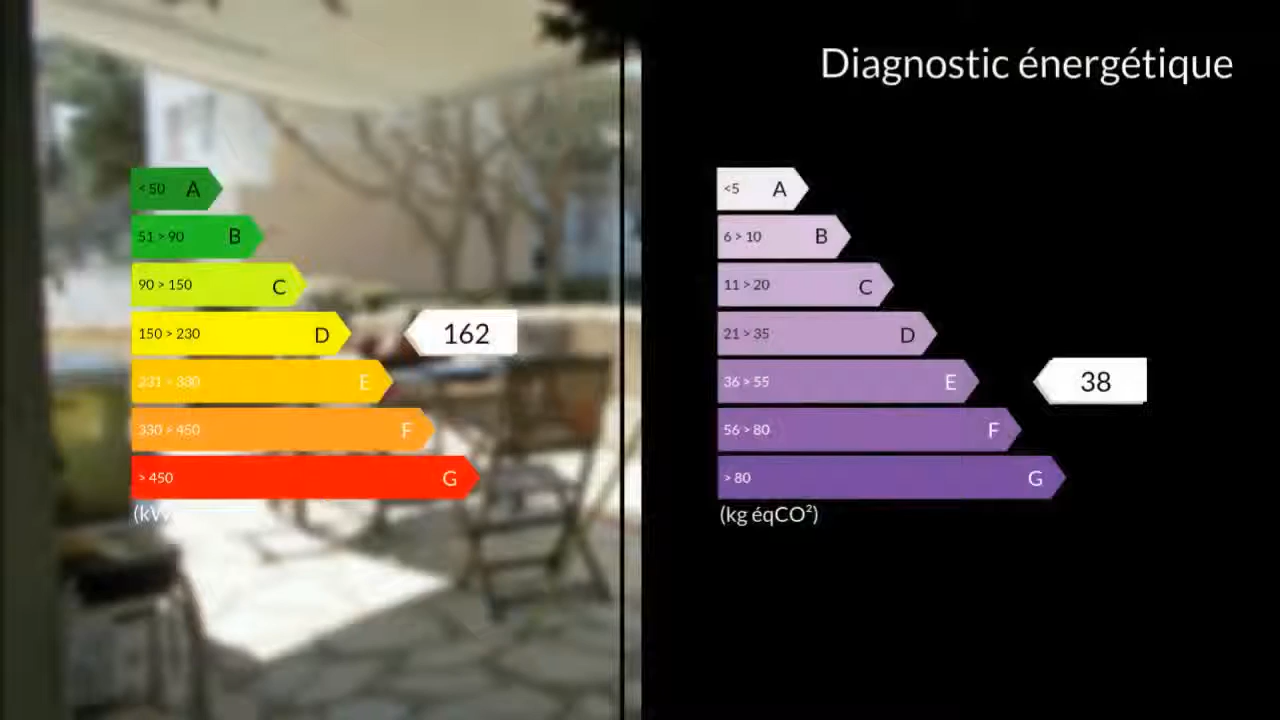 Diagnostic énergétique
< 50 A
51 > 90 B
90 > 150 C
150 > 230 D
162
231 > 330 E
330 > 450 F
> 450 G
<5 A
6 > 10 B
11 > 20 C
21 > 35 D
36 > 55 E
38
56 > 80 F
> 80 G
(kg éqCO²)